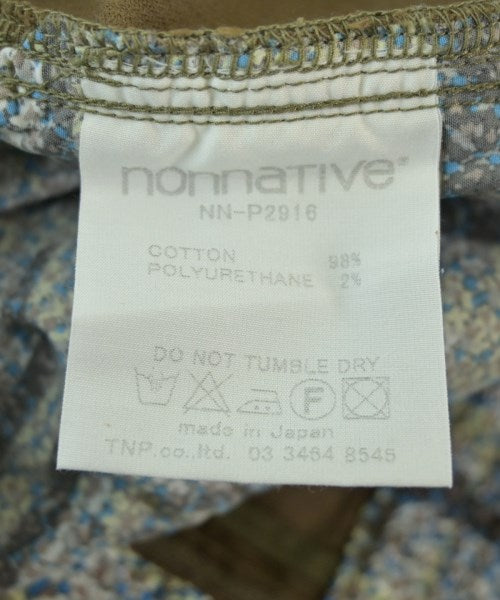 nonnative®
NN-P2916
COTTON 98%
POLYURETHANE 2%
DO NOT TUMBLE DRY
F
made in Japan
TNP.co.,ltd. 03 3464 8545